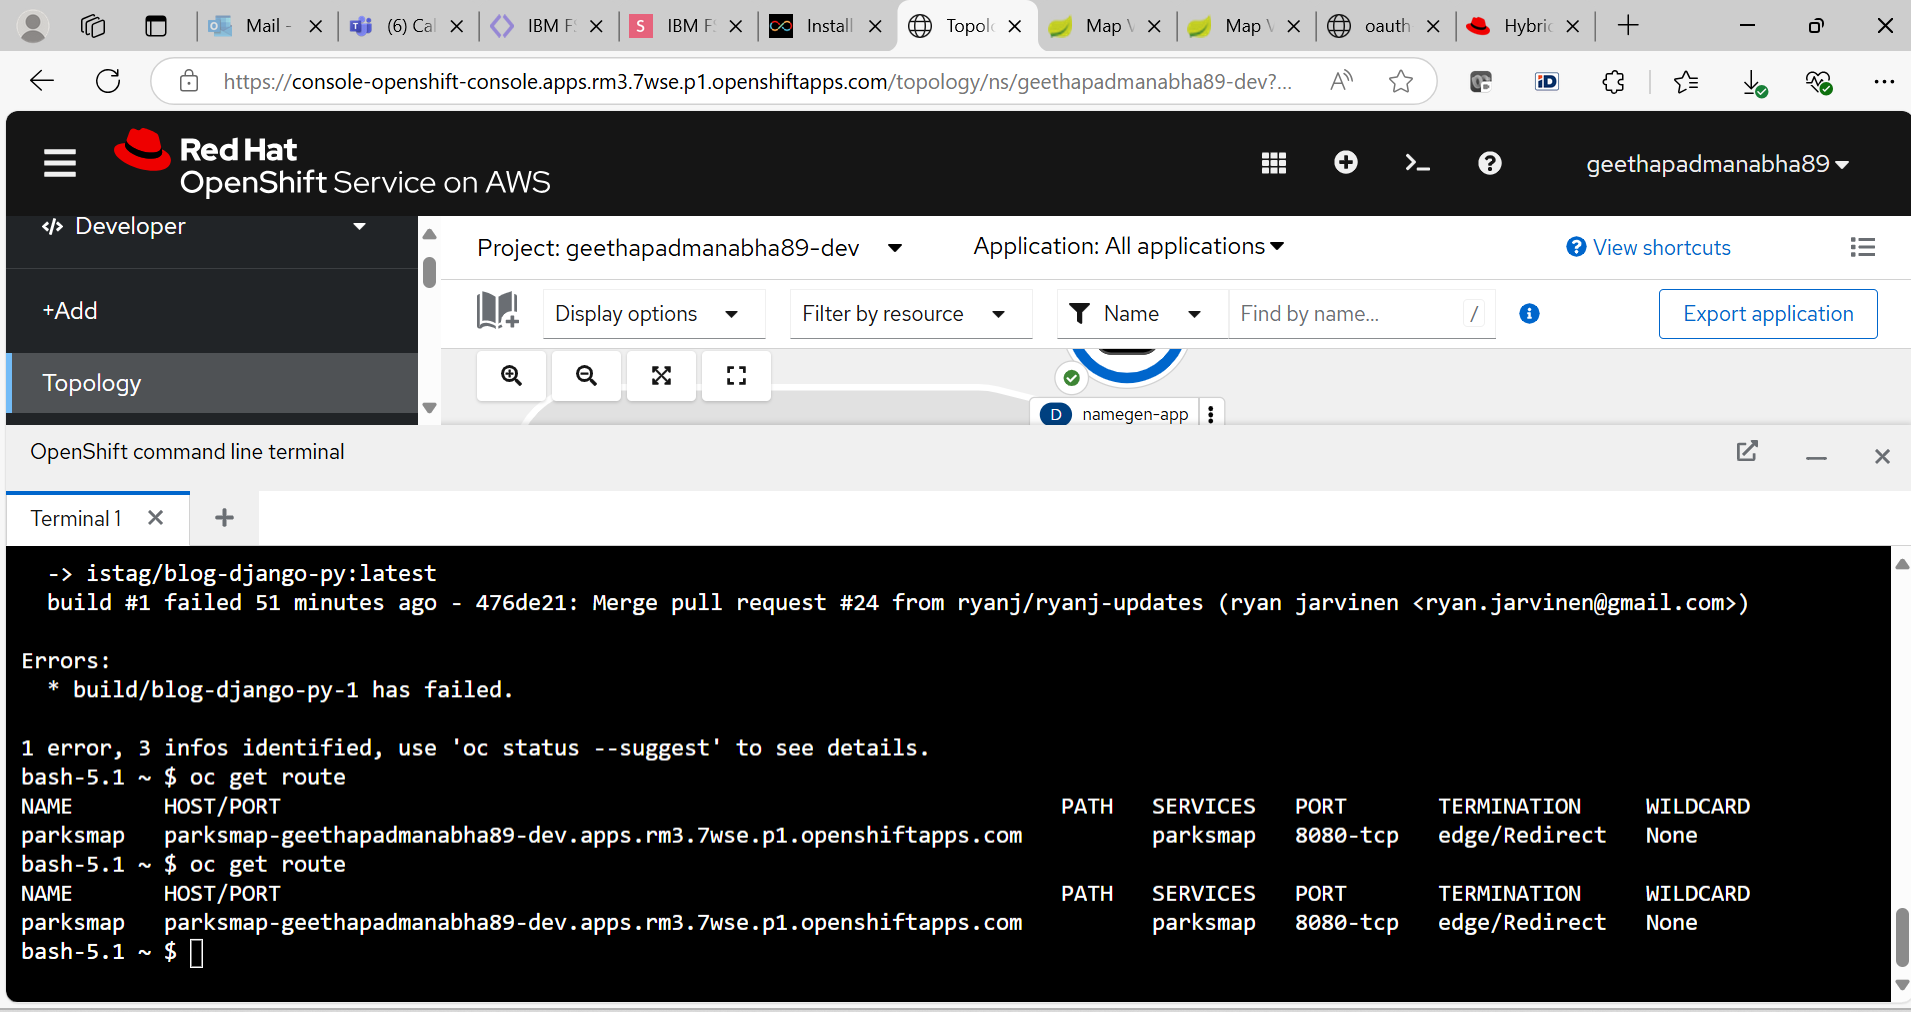 Mail -
(6) Cal
IBM FS
S
IBM FS
Install
Topolo
Map V
Map V
oauth
Hybric
https://console-openshift-console.apps.rm3.7wse.p1.openshiftapps.com/topology/ns/geethapadmanabha89-dev?...
iD
Red Hat
OpenShift Service on AWS
geethapadmanabha89
</> Developer
+Add
Topology
Project: geethapadmanabha89-dev
Application: All applications
View shortcuts
Display options
Filter by resource
Name
Find by name...
/
Export application
D namegen-app
OpenShift command line terminal
Terminal 1
-> istag/blog-django-py:latest
build #1 failed 51 minutes ago - 476de21: Merge pull request #24 from ryanj/ryanj-updates (ryan jarvinen <ryan.jarvinen@gmail.com>)
Errors:
* build/blog-django-py-1 has failed.
1 error, 3 infos identified, use 'oc status --suggest' to see details.
bash-5.1 ~ $ oc get route
NAME HOST/PORT PATH SERVICES PORT TERMINATION WILDCARD
parksmap parksmap-geethapadmanabha89-dev.apps.rm3.7wse.p1.openshiftapps.com parksmap 8080-tcp edge/Redirect None
bash-5.1 ~ $ oc get route
NAME HOST/PORT PATH SERVICES PORT TERMINATION WILDCARD
parksmap parksmap-geethapadmanabha89-dev.apps.rm3.7wse.p1.openshiftapps.com parksmap 8080-tcp edge/Redirect None
bash-5.1 ~ $